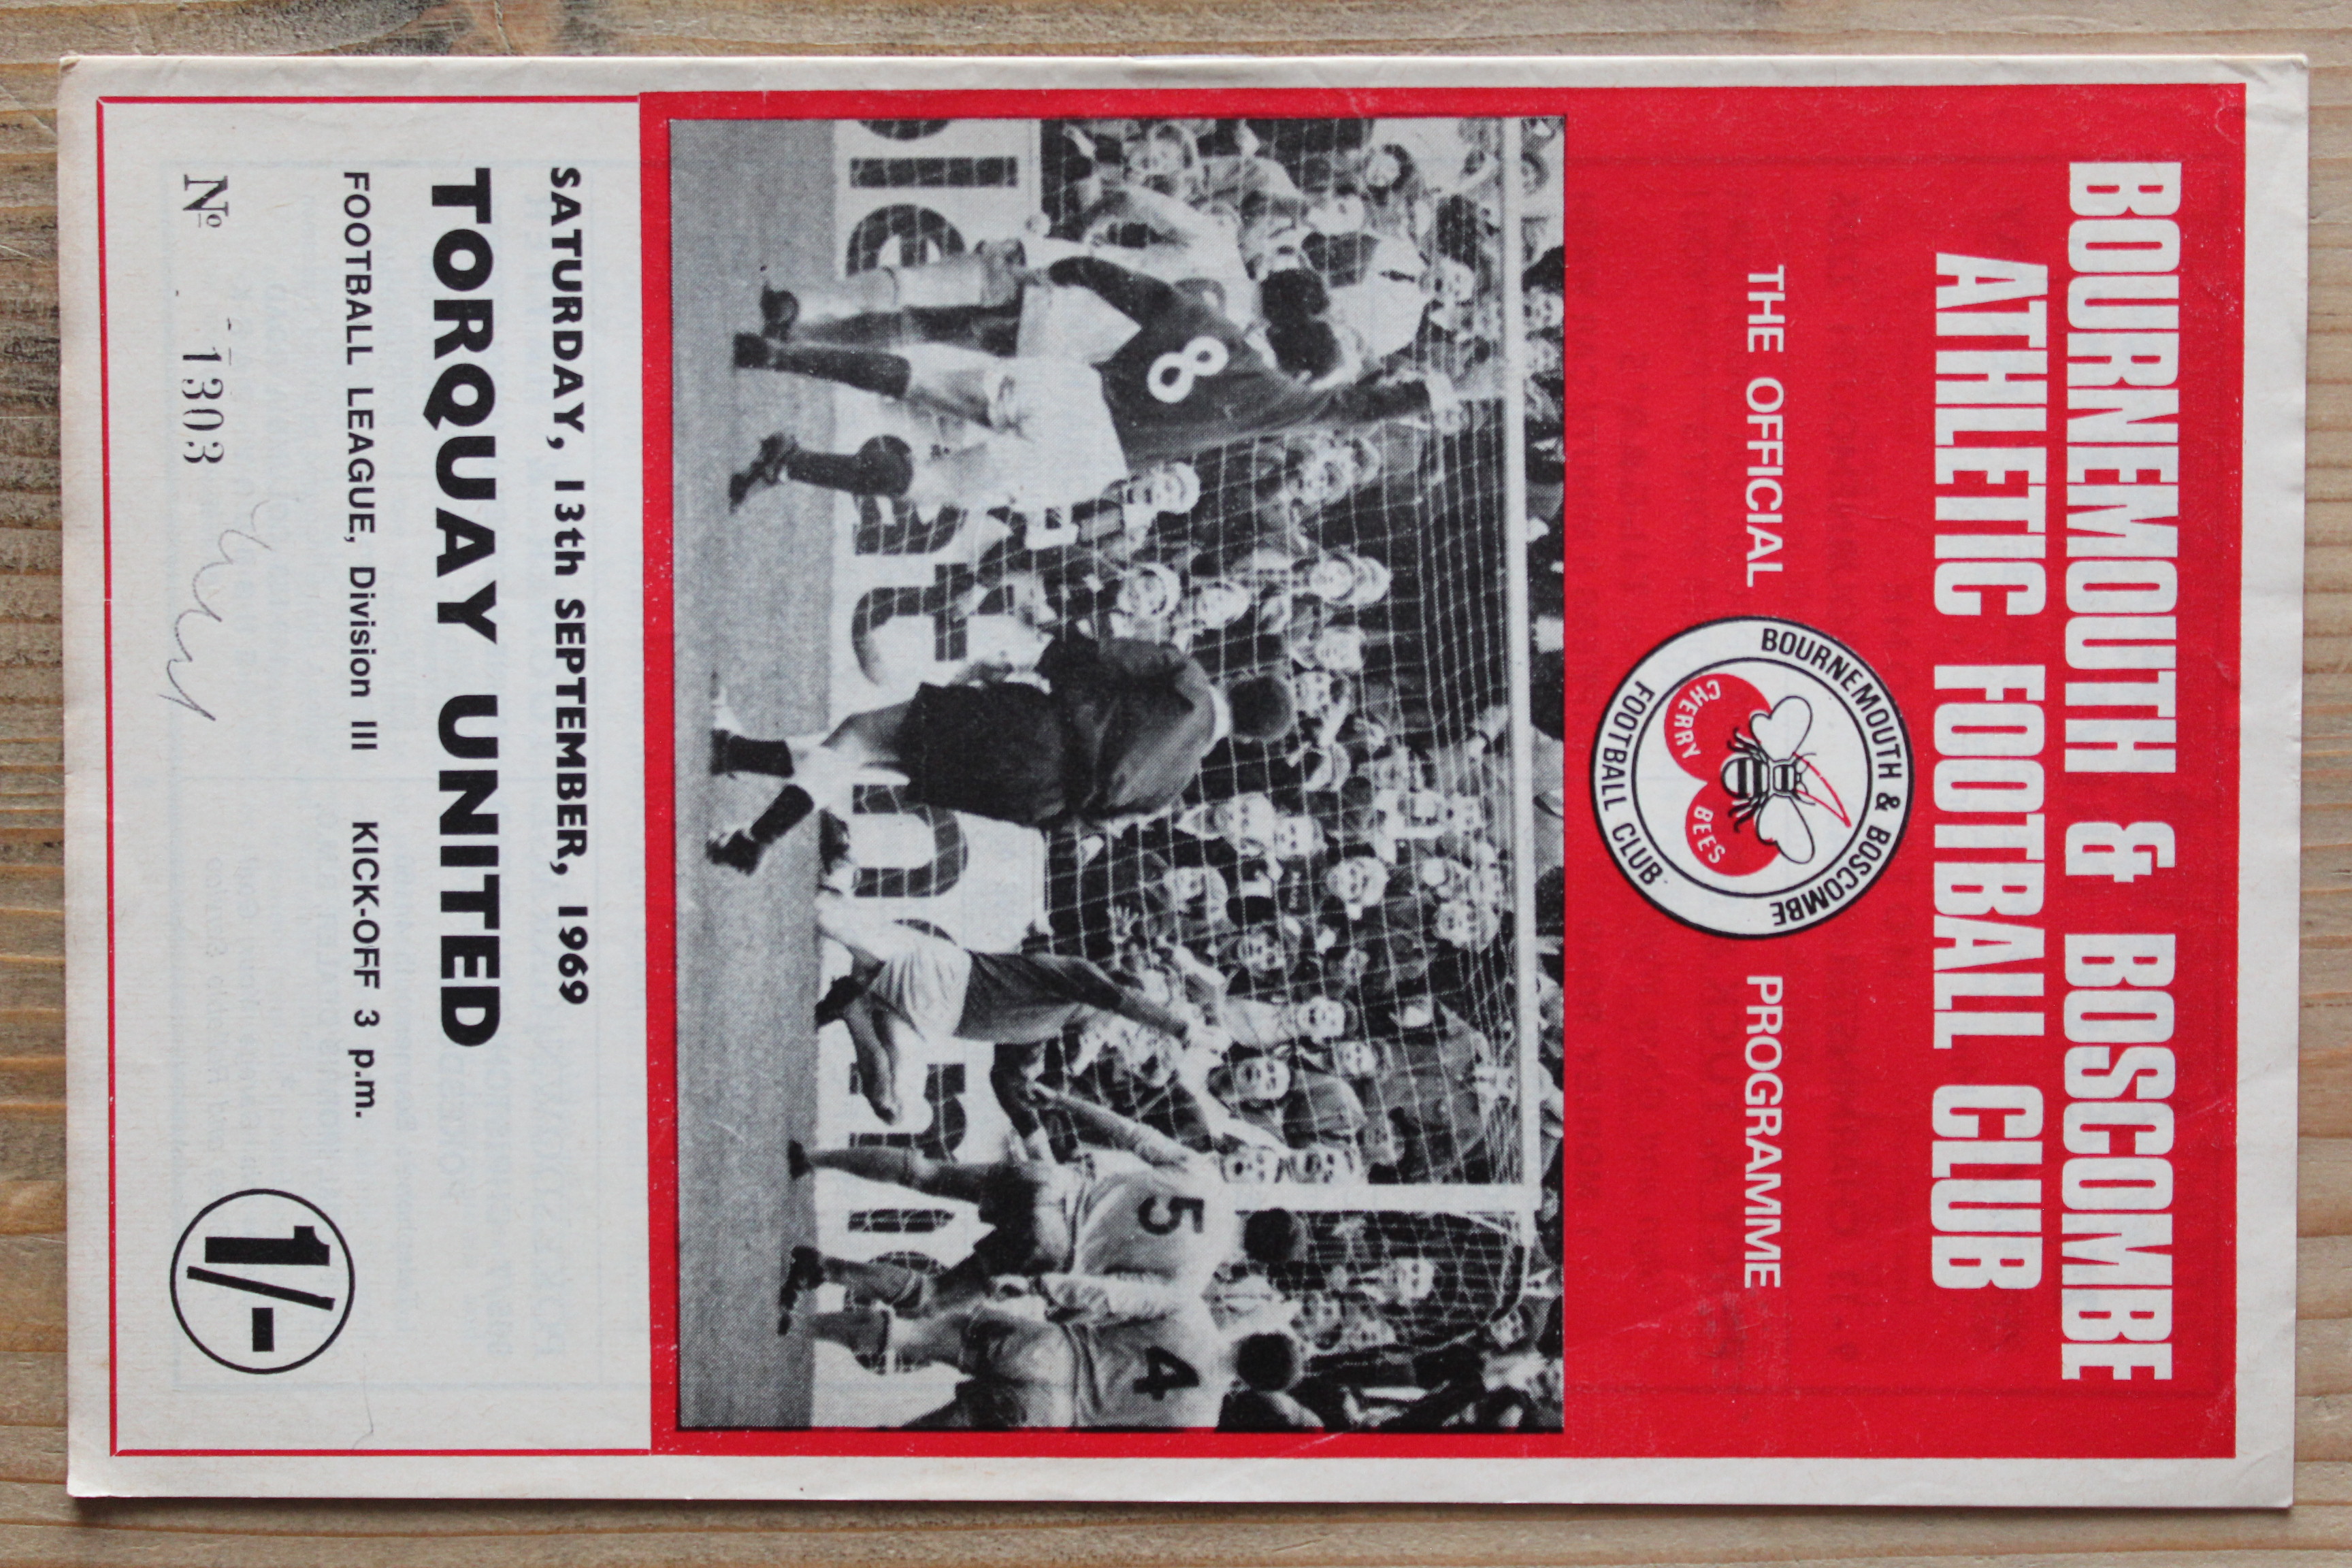 BOURNEMOUTH & BOSCOMBE
ATHLETIC FOOTBALL CLUB
THE OFFICIAL PROGRAMME
BOURNEMOUTH & BOSCOMBE
CHERRY BEES
FOOTBALL CLUB
8
5
4
SATURDAY, 13th SEPTEMBER, 1969
TORQUAY UNITED
FOOTBALL LEAGUE, Division III KICK-OFF 3 p.m.
Nº 1303
1/-